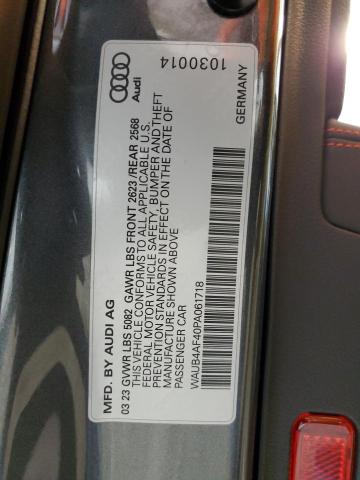 Audi
1030014
MFD. BY AUDI AG
GERMANY
03 23 GVWR LBS 5082 GAWR LBS FRONT 2623 /REAR 2568
THIS VEHICLE CONFORMS TO ALL APPLICABLE U.S.
FEDERAL MOTOR VEHICLE SAFETY, BUMPER AND THEFT
PREVENTION STANDARDS IN EFFECT ON THE DATE OF
MANUFACTURE SHOWN ABOVE
PASSENGER CAR
WAUB4AF40PA061718